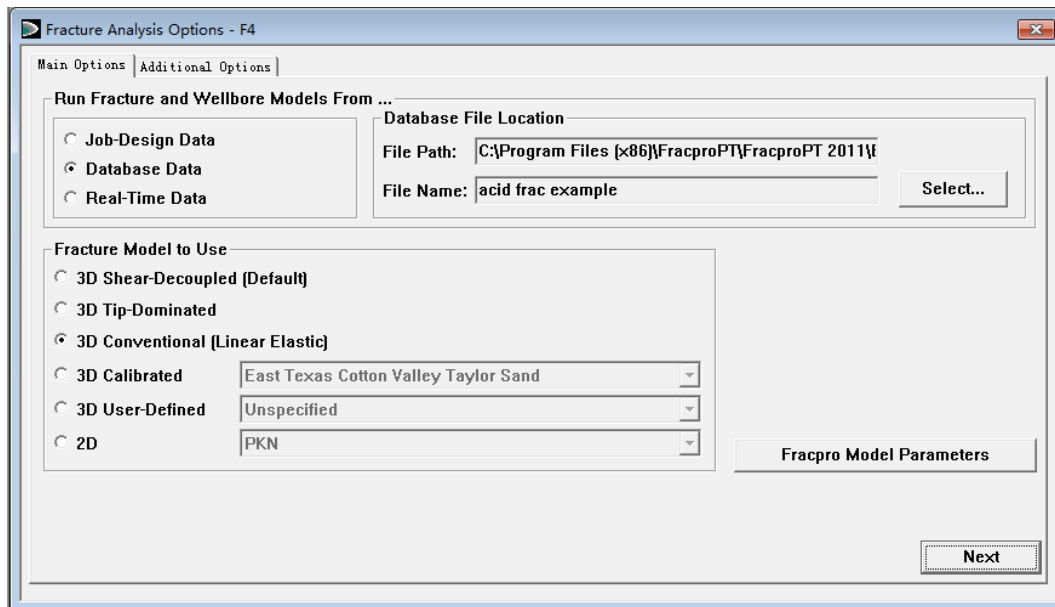 Fracture Analysis Options - F4
Main Options Additional Options
Run Fracture and Wellbore Models From ...
Job-Design Data
Database Data
Real-Time Data
Database File Location
File Path: C:\Program Files (x86)\FracproPT\FracproPT 2011\
File Name: acid frac example
Select...
Fracture Model to Use
3D Shear-Decoupled (Default)
3D Tip-Dominated
3D Conventional (Linear Elastic)
3D Calibrated East Texas Cotton Valley Taylor Sand
3D User-Defined Unspecified
2D PKN
Fracpro Model Parameters
Next